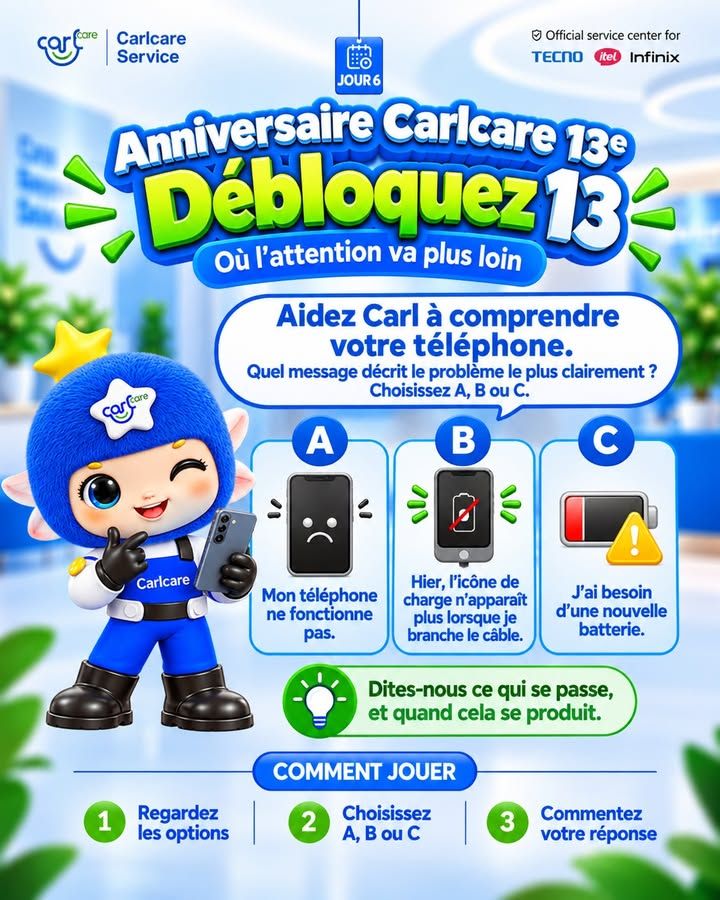 carl care
Carlcare
Service
Official service center for
TECNO itel Infinix
JOUR 6
Anniversaire Carlcare 13e
Débloquez 13
Où l'attention va plus loin
Aidez Carl à comprendre
votre téléphone.
Quel message décrit le problème le plus clairement ?
Choisissez A, B ou C.
carl care
Carlcare
A
Mon téléphone
ne fonctionne
pas.
B
Hier, l'icône de
charge n'apparaît
plus lorsque je
branche le câble.
C
J'ai besoin
d'une nouvelle
batterie.
Dites-nous ce qui se passe,
et quand cela se produit.
COMMENT JOUER
1 Regardez
les options
2 Choisissez
A, B ou C
3 Commentez
votre réponse